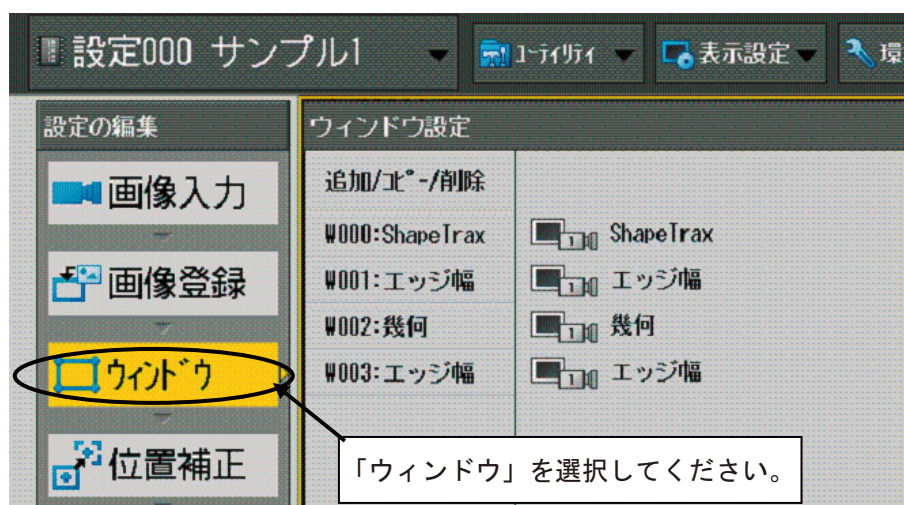 設定000 サンプル1
ﾕｰﾃｨﾘﾃｨ
表示設定
環
設定の編集
画像入力
画像登録
ｳｨﾝﾄﾞｳ
位置補正
ウィンドウ設定
追加/ｺﾋﾟｰ/削除
W000:ShapeTrax
ShapeTrax
W001:エッジ幅
エッジ幅
W002:幾何
幾何
W003:エッジ幅
エッジ幅
「ウィンドウ」を選択してください。